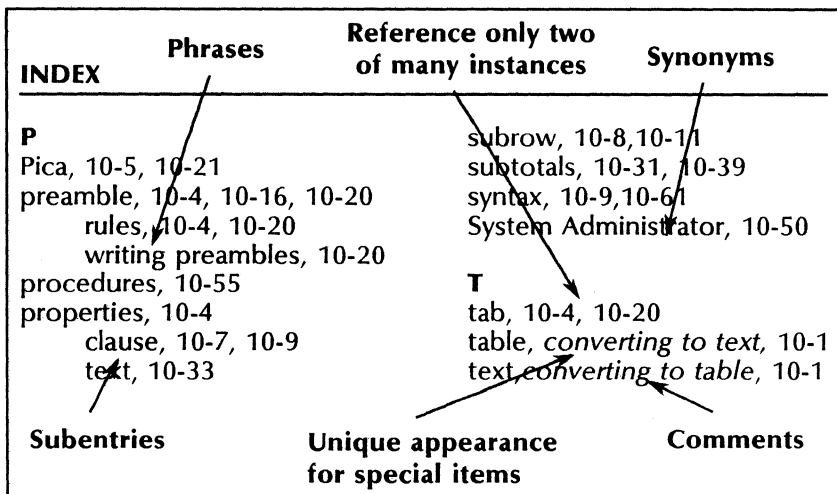 Phrases
Reference only two
of many instances
Synonyms
INDEX
P
Pica, 10-5, 10-21
preamble, 10-4, 10-16, 10-20
rules, 10-4, 10-20
writing preambles, 10-20
procedures, 10-55
properties, 10-4
clause, 10-7, 10-9
text, 10-33
subrow, 10-8,10-11
subtotals, 10-31, 10-39
syntax, 10-9,10-61
System Administrator, 10-50
T
tab, 10-4, 10-20
table, converting to text, 10-1
text,converting to table, 10-1
Subentries
Unique appearance
for special items
Comments